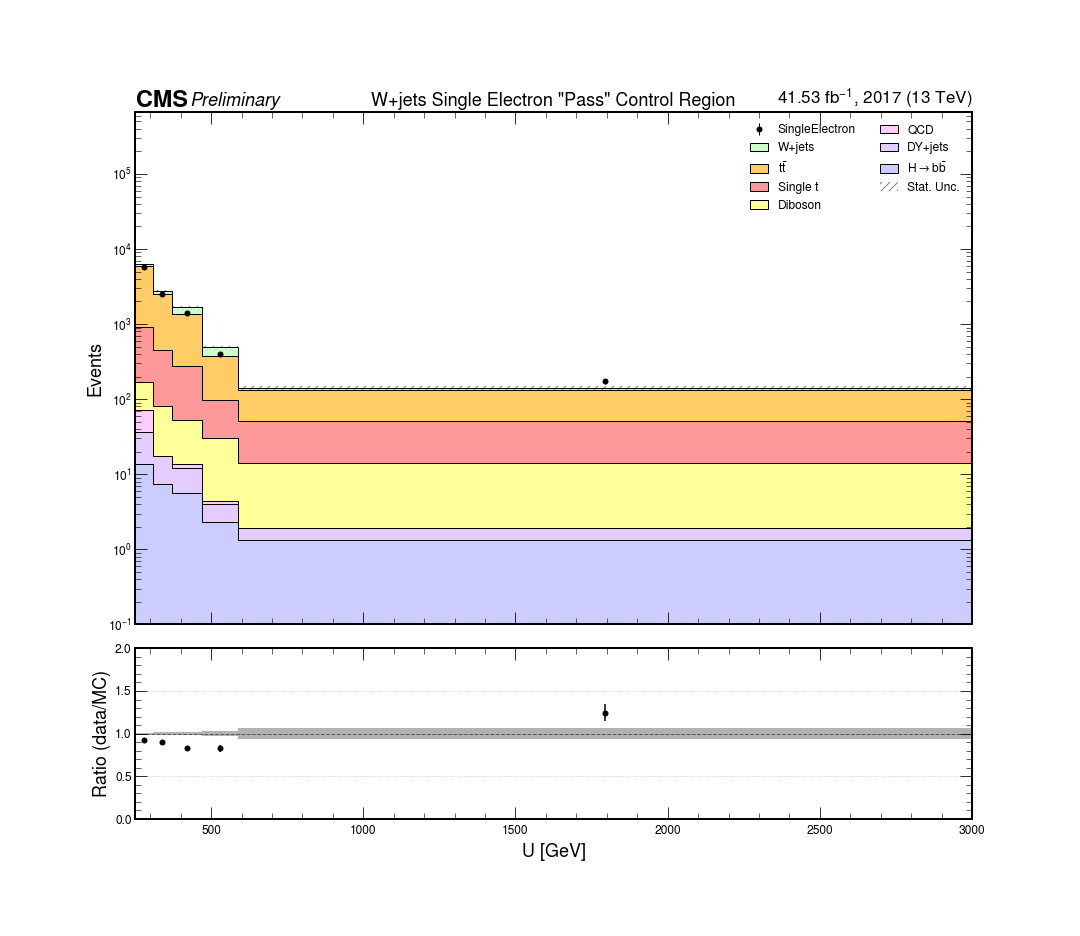 CMS Preliminary W+jets Single Electron "Pass" Control Region 41.53 fb⁻¹, 2017 (13 TeV)
SingleElectron QCD
W+jets DY+jets
tt̄ H→bb̄
Single t Stat. Unc.
Diboson
10⁵
10⁴
10³
10²
10¹
10⁰
10⁻¹
Events
2.0
1.5
1.0
0.5
0.0
Ratio (data/MC)
500 1000 1500 2000 2500 3000
U [GeV]